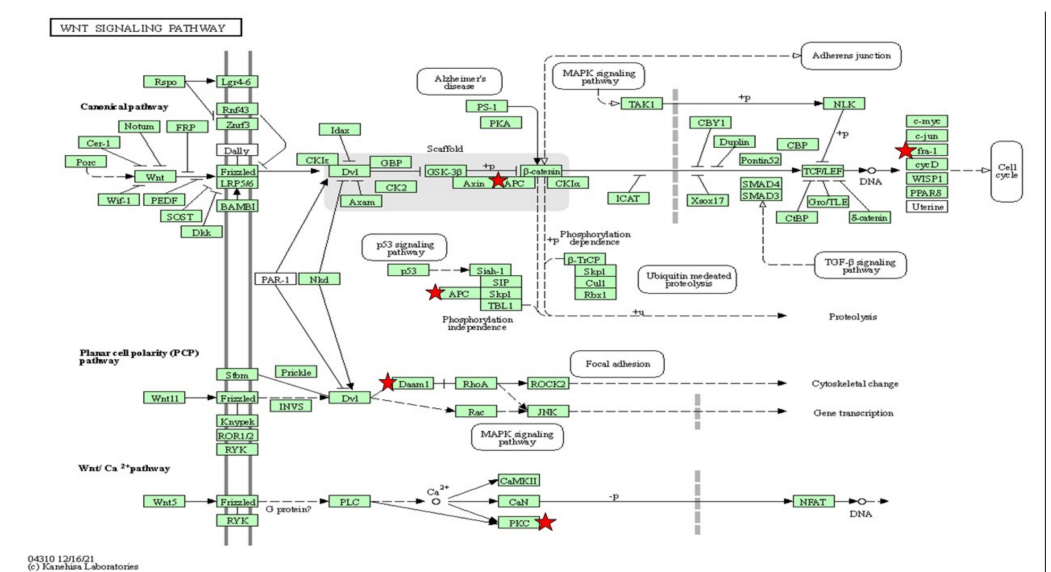 WNT SIGNALING PATHWAY
Rspo
Lgr4-6
Canonical pathway
Rnf43
Znrf3
Notum
FRP
Cer-1
Porc
Wnt
Dally
Frizzled
LRP5/6
BAMBI
Wif-1
PEDF
SOST
Dkk
Idax
Scaffold
CKIε
GBP
Dvl
CK2
Axam
GSK-3β
+p
β-catenin
Axin
APC
CKIα
Alzheimer's
disease
PS-1
PKA
MAPK signaling
pathway
Adherens junction
TAK1
+p
NLK
+p
CBY1
Duplin
CBP
Pontin52
TCF/LEF
SMAD4
SMAD3
ICAT
Xsox17
CtBP
Gro/TLE
δ-catenin
DNA
c-myc
c-jun
fra-1
cycD
WISP1
PPARδ
Uterine
Cell
cycle
TGF-β signaling
pathway
p53 signaling
pathway
p53
Siah-1
SIP
APC
Skp1
TBL1
Phosphorylation
independence
+p
Phosphorylation
dependence
β-TrCP
Skp1
Cul1
Rbx1
Ubiquitin medeated
proteolysis
+u
Proteolysis
PAR-1
Nkd
Planar cell polarity (PCP)
pathway
Stbm
Prickle
Wnt11
Frizzled
INVS
Dvl
Daam1
RhoA
ROCK2
Focal adhesion
Cytoskeletal change
Rac
JNK
Gene transcription
Knypek
ROR1/2
RYK
MAPK signaling
pathway
Wnt/ Ca 2+pathway
Wnt5
Frizzled
G protein?
PLC
Ca2+
CaMKII
CaN
-p
NFAT
DNA
RYK
PKC
04310 12/16/21
(c) Kanehisa Laboratories